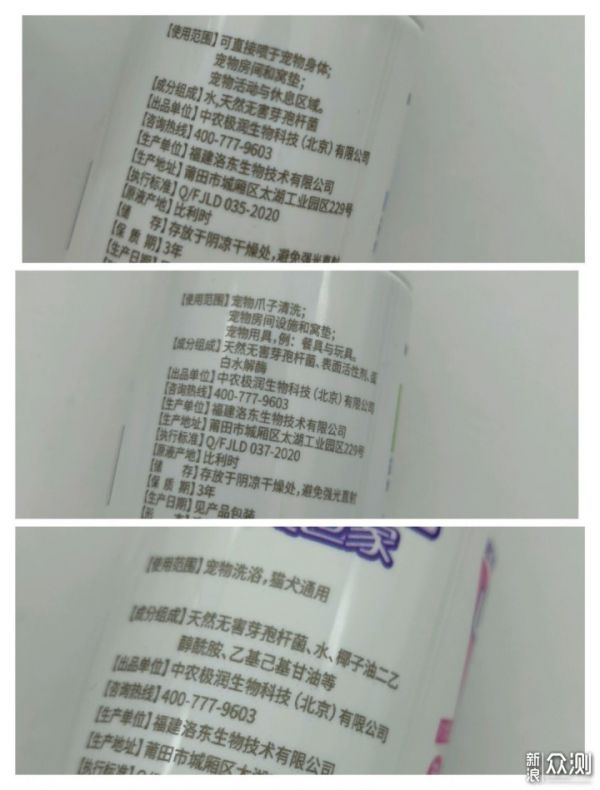 【使用范围】可直接喂于宠物身体;
宠物房间和窝垫;
宠物活动与休息区域。
【成分组成】水,天然无害芽孢杆菌
【出品单位】中农极润生物科技(北京)有限公司
【咨询热线】400-777-9603
【生产单位】福建洛东生物技术有限公司
【生产地址】莆田市城厢区太湖工业园区229号
【执行标准】Q/FJLD 035-2020
【原液产地】比利时
【储 存】存放于阴凉干燥处,避免强光直射
【保 质 期】3年
【生产日期】
【使用范围】宠物爪子清洗;
宠物房间设施和窝垫;
宠物用具,例:餐具与玩具。
【成分组成】天然无害芽孢杆菌、表面活性剂、蛋
白水解酶
【出品单位】中农极润生物科技(北京)有限公司
【咨询热线】400-777-9603
【生产单位】福建洛东生物技术有限公司
【生产地址】莆田市城厢区太湖工业园区229号
【执行标准】Q/FJLD 037-2020
【原液产地】比利时
【储 存】存放于阴凉干燥处,避免强光直射
【保 质 期】3年
【生产日期】见产品包装
家
【使用范围】宠物洗浴,猫犬通用
【成分组成】天然无害芽孢杆菌、水、椰子油二乙
醇酰胺、乙基己基甘油等
【出品单位】中农极润生物科技(北京)有限公司
【咨询热线】400-777-9603
【生产单位】福建洛东生物技术有限公司
【生产地址】莆田市城厢区太湖工业园区229号
【执行标准】
新浪众测